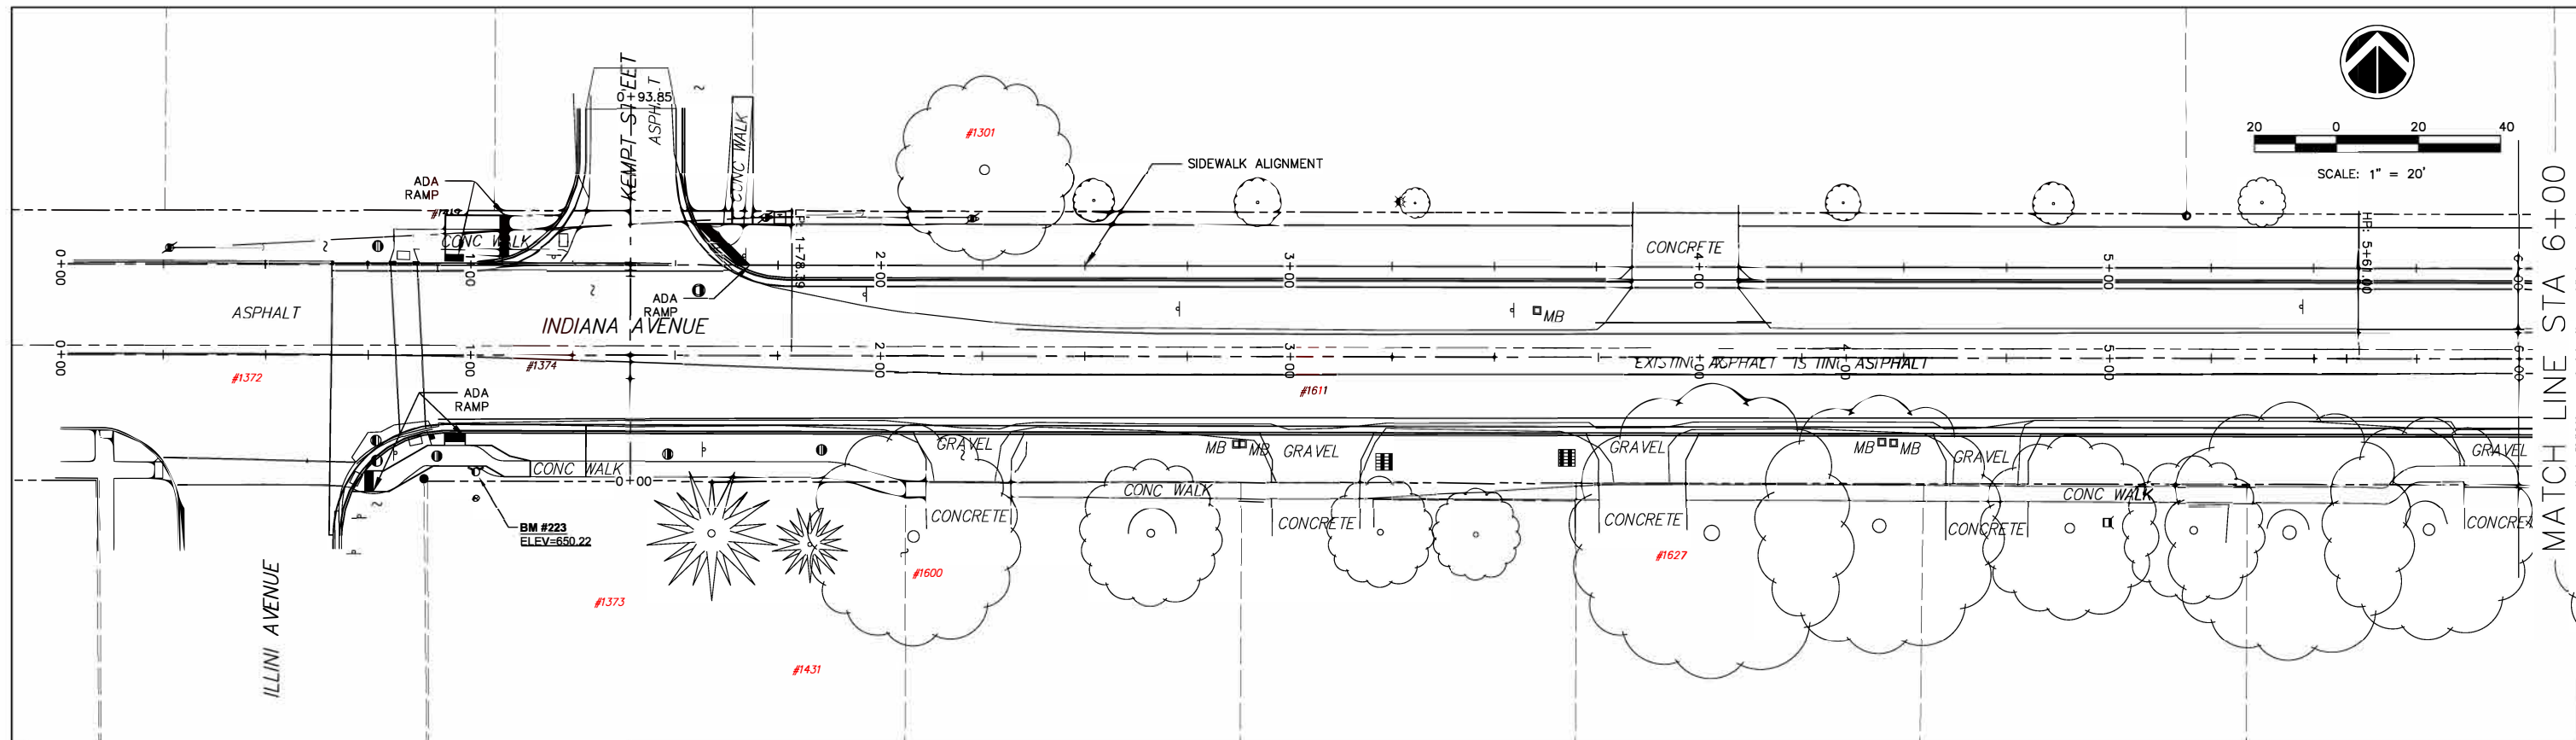 KEMPT STREET
ASPHALT
0+93.85
CONC WALK
#1301
SIDEWALK ALIGNMENT
20 0 20 40
SCALE: 1" = 20'
ADA
RAMP
CONC WALK
0+00
1+00
LP: 1+78.39
2+00
3+00
CONCRETE
4+00
5+00
HP: 5+61.00
6+00
MATCH LINE STA 6+00
ASPHALT
ADA
RAMP
INDIANA AVENUE
MB
0+00
1+00
2+00
3+00
4+00
5+00
6+00
#1372
#1374
#1611
EXISTING ASPHALT
ADA
RAMP
GRAVEL
MB MB
GRAVEL
GRAVEL
MB MB
GRAVEL
GRAVEL
CONC WALK
0+00
CONC WALK
CONC WALK
BM #223
ELEV=650.22
CONCRETE
CONCRETE
CONCRETE
CONCRETE
#1627
#1600
#1373
#1431
ILLINI AVENUE